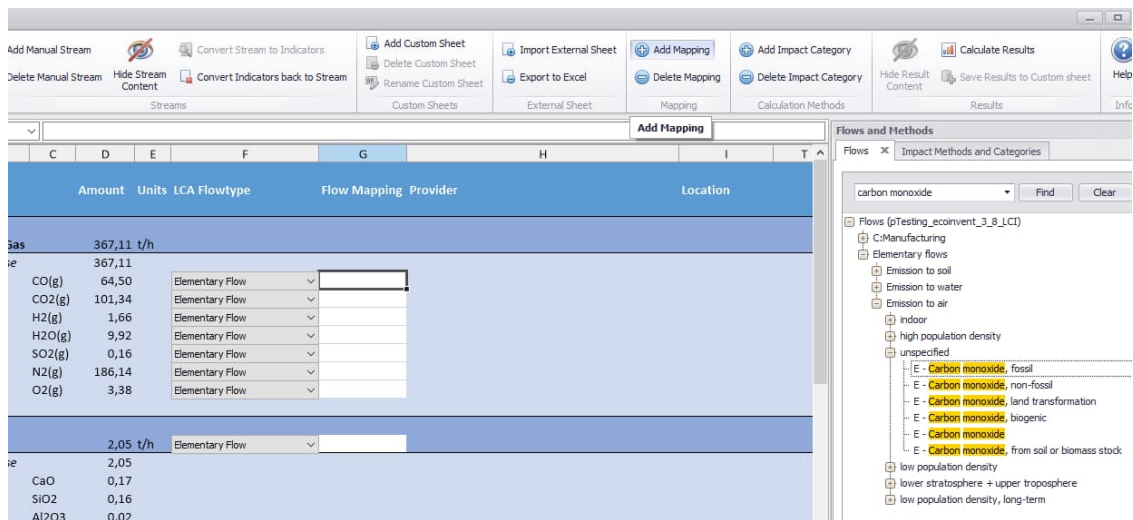 Add Manual Stream
Delete Manual Stream
Hide Stream Content
Convert Stream to Indicators
Convert Indicators back to Stream
Streams
Add Custom Sheet
Delete Custom Sheet
Rename Custom Sheet
Custom Sheets
Import External Sheet
Export to Excel
External Sheet
Add Mapping
Delete Mapping
Mapping
Add Impact Category
Delete Impact Category
Calculation Methods
Hide Result Content
Calculate Results
Save Results to Custom sheet
Results
Help
Info
Add Mapping
C D E F G H I T
Amount Units LCA Flowtype Flow Mapping Provider Location
Gas 367,11 t/h
se 367,11
CO(g) 64,50 Elementary Flow
CO2(g) 101,34 Elementary Flow
H2(g) 1,66 Elementary Flow
H2O(g) 9,92 Elementary Flow
SO2(g) 0,16 Elementary Flow
N2(g) 186,14 Elementary Flow
O2(g) 3,38 Elementary Flow
2,05 t/h Elementary Flow
se 2,05
CaO 0,17
SiO2 0,16
Al2O3 0,02
Flows and Methods
Flows Impact Methods and Categories
carbon monoxide Find Clear
Flows (pTesting_ecoinvent_3_8_LCI)
C:Manufacturing
Elementary flows
Emission to soil
Emission to water
Emission to air
indoor
high population density
unspecified
E - Carbon monoxide, fossil
E - Carbon monoxide, non-fossil
E - Carbon monoxide, land transformation
E - Carbon monoxide, biogenic
E - Carbon monoxide
E - Carbon monoxide, from soil or biomass stock
low population density
lower stratosphere + upper troposphere
low population density, long-term